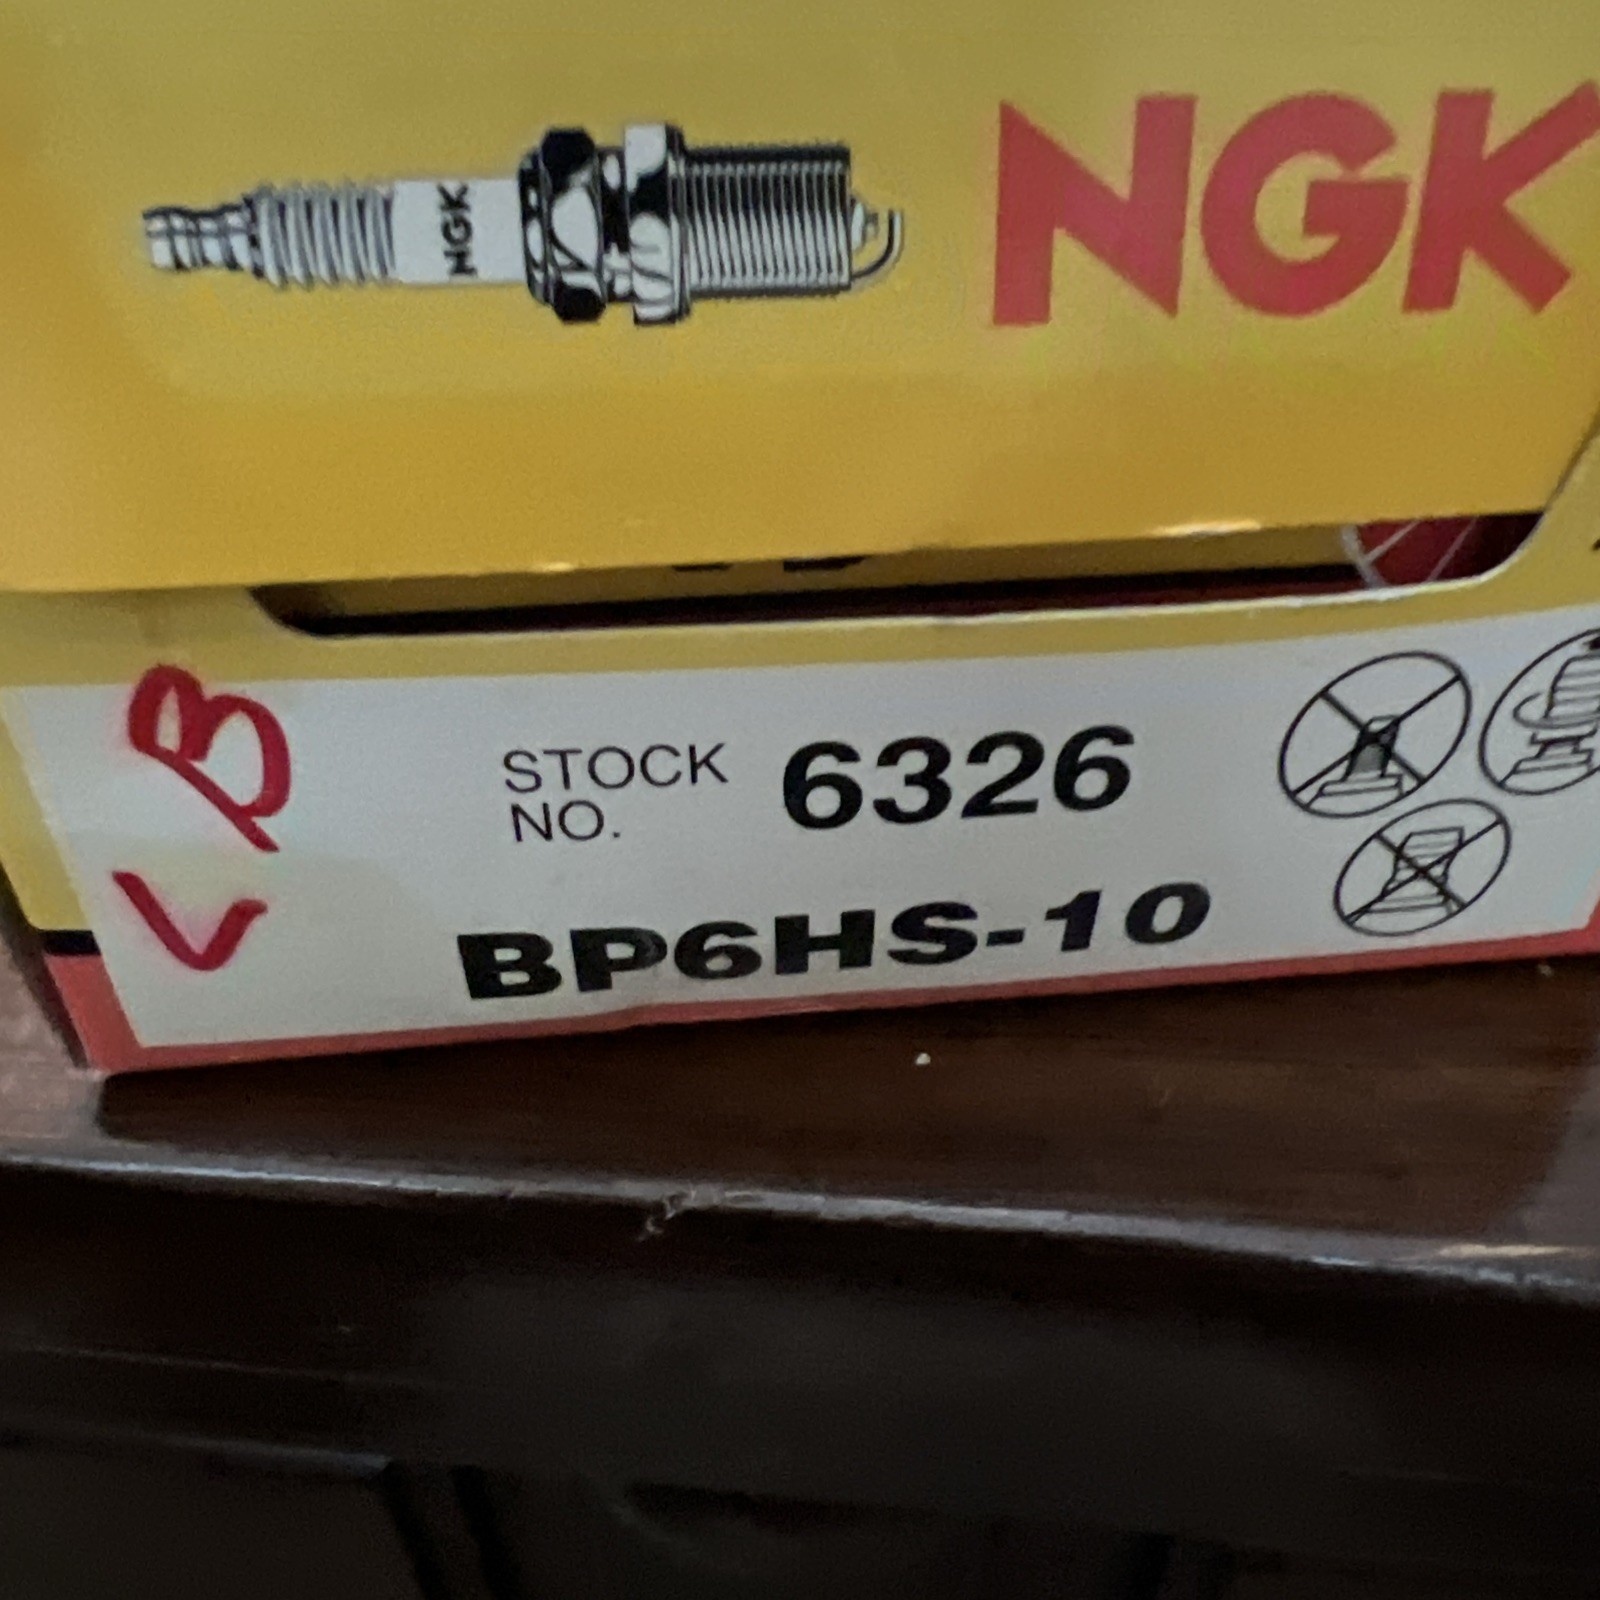 NGK
NGK
STOCK
NO.
6326
BP6HS-10